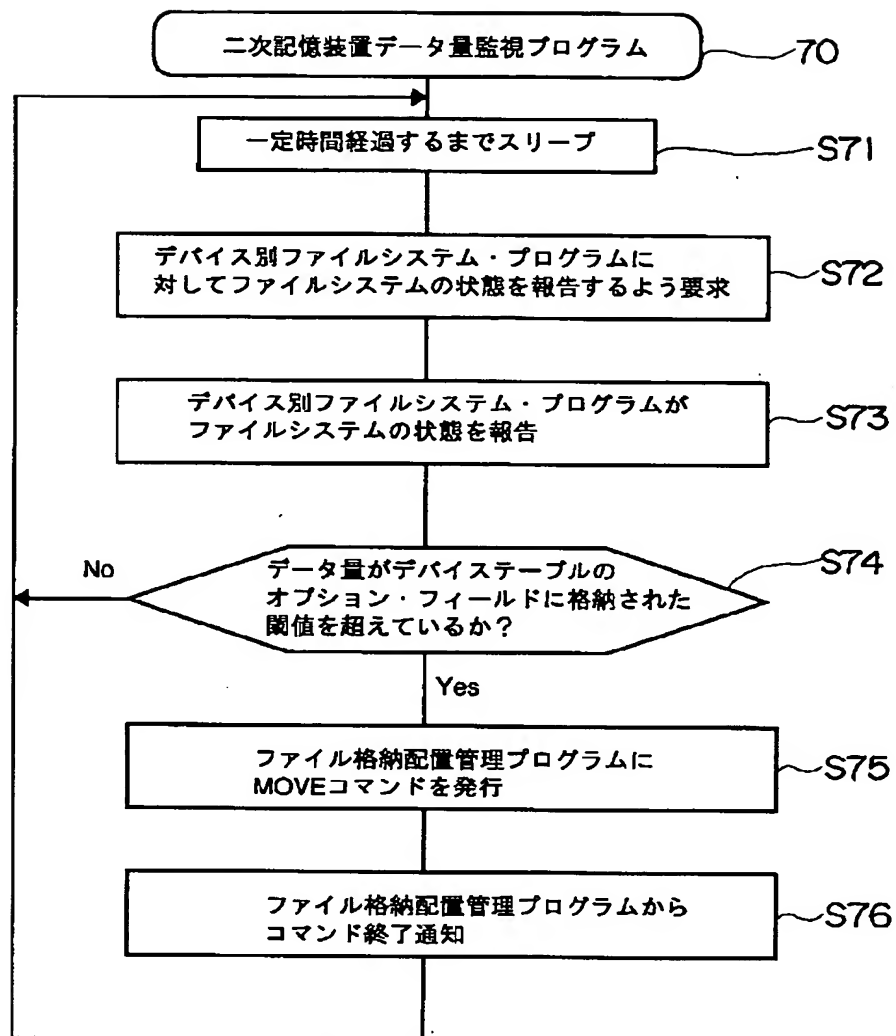 二次記憶装置データ量監視プログラム
70
一定時間経過するまでスリープ
S71
デバイス別ファイルシステム・プログラムに
対してファイルシステムの状態を報告するよう要求
S72
デバイス別ファイルシステム・プログラムが
ファイルシステムの状態を報告
S73
No
データ量がデバイステーブルの
オプション・フィールドに格納された
閾値を超えているか？
S74
Yes
ファイル格納配置管理プログラムに
MOVEコマンドを発行
S75
ファイル格納配置管理プログラムから
コマンド終了通知
S76